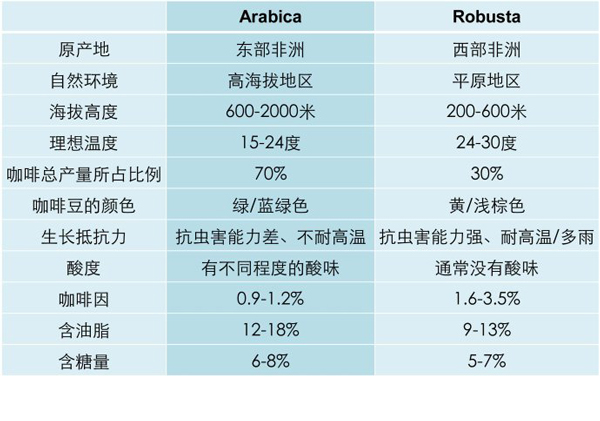 Arabica Robusta
原产地 东部非洲 西部非洲
自然环境 高海拔地区 平原地区
海拔高度 600-2000米 200-600米
理想温度 15-24度 24-30度
咖啡总产量所占比例 70% 30%
咖啡豆的颜色 绿/蓝绿色 黄/浅棕色
生长抵抗力 抗虫害能力差、不耐高温 抗虫害能力强、耐高温/多雨
酸度 有不同程度的酸味 通常没有酸味
咖啡因 0.9-1.2% 1.6-3.5%
含油脂 12-18% 9-13%
含糖量 6-8% 5-7%